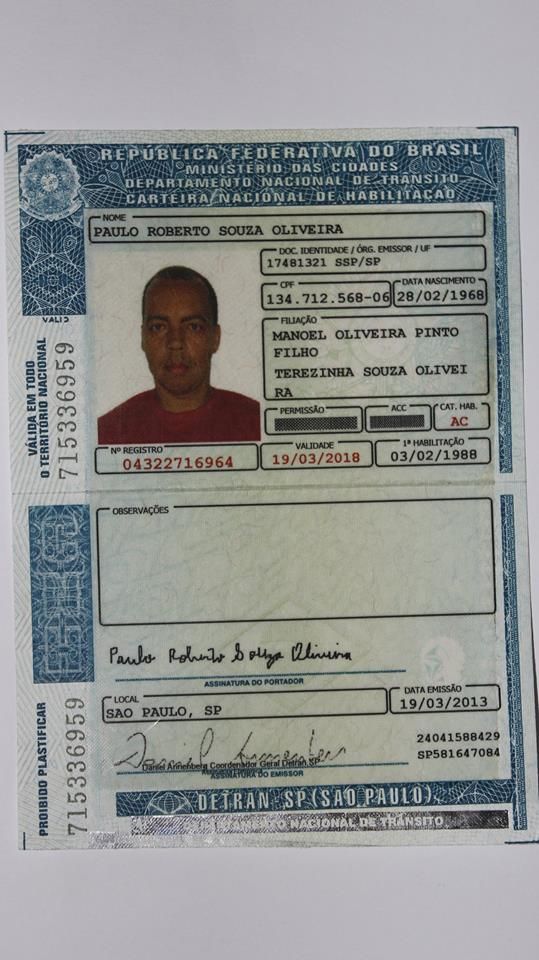 REPÚBLICA FEDERATIVA DO BRASIL
MINISTÉRIO DAS CIDADES
DEPARTAMENTO NACIONAL DE TRÂNSITO
CARTEIRA NACIONAL DE HABILITAÇÃO
NOME
PAULO ROBERTO SOUZA OLIVEIRA
DOC. IDENTIDADE / ÓRG. EMISSOR / UF
17481321 SSP/SP
CPF
134.712.568-06
DATA NASCIMENTO
28/02/1968
FILIAÇÃO
MANOEL OLIVEIRA PINTO
FILHO
TEREZINHA SOUZA OLIVEI
RA
PERMISSÃO
ACC
CAT. HAB.
AC
Nº REGISTRO
04322716964
VALIDADE
19/03/2018
1ª HABILITAÇÃO
03/02/1988
VÁLIDA EM TODO
O TERRITÓRIO NACIONAL
715336959
OBSERVAÇÕES
Paulo Roberto Souza Oliveira
ASSINATURA DO PORTADOR
LOCAL
SAO PAULO, SP
DATA EMISSÃO
19/03/2013
Daniel Annenberg Coordenador Geral Detran SP
ASSINATURA DO EMISSOR
24041588429
SP581647084
PROIBIDO PLASTIFICAR
715336959
DETRAN SP (SAO PAULO)
NACIONAL DE TRÂNSITO